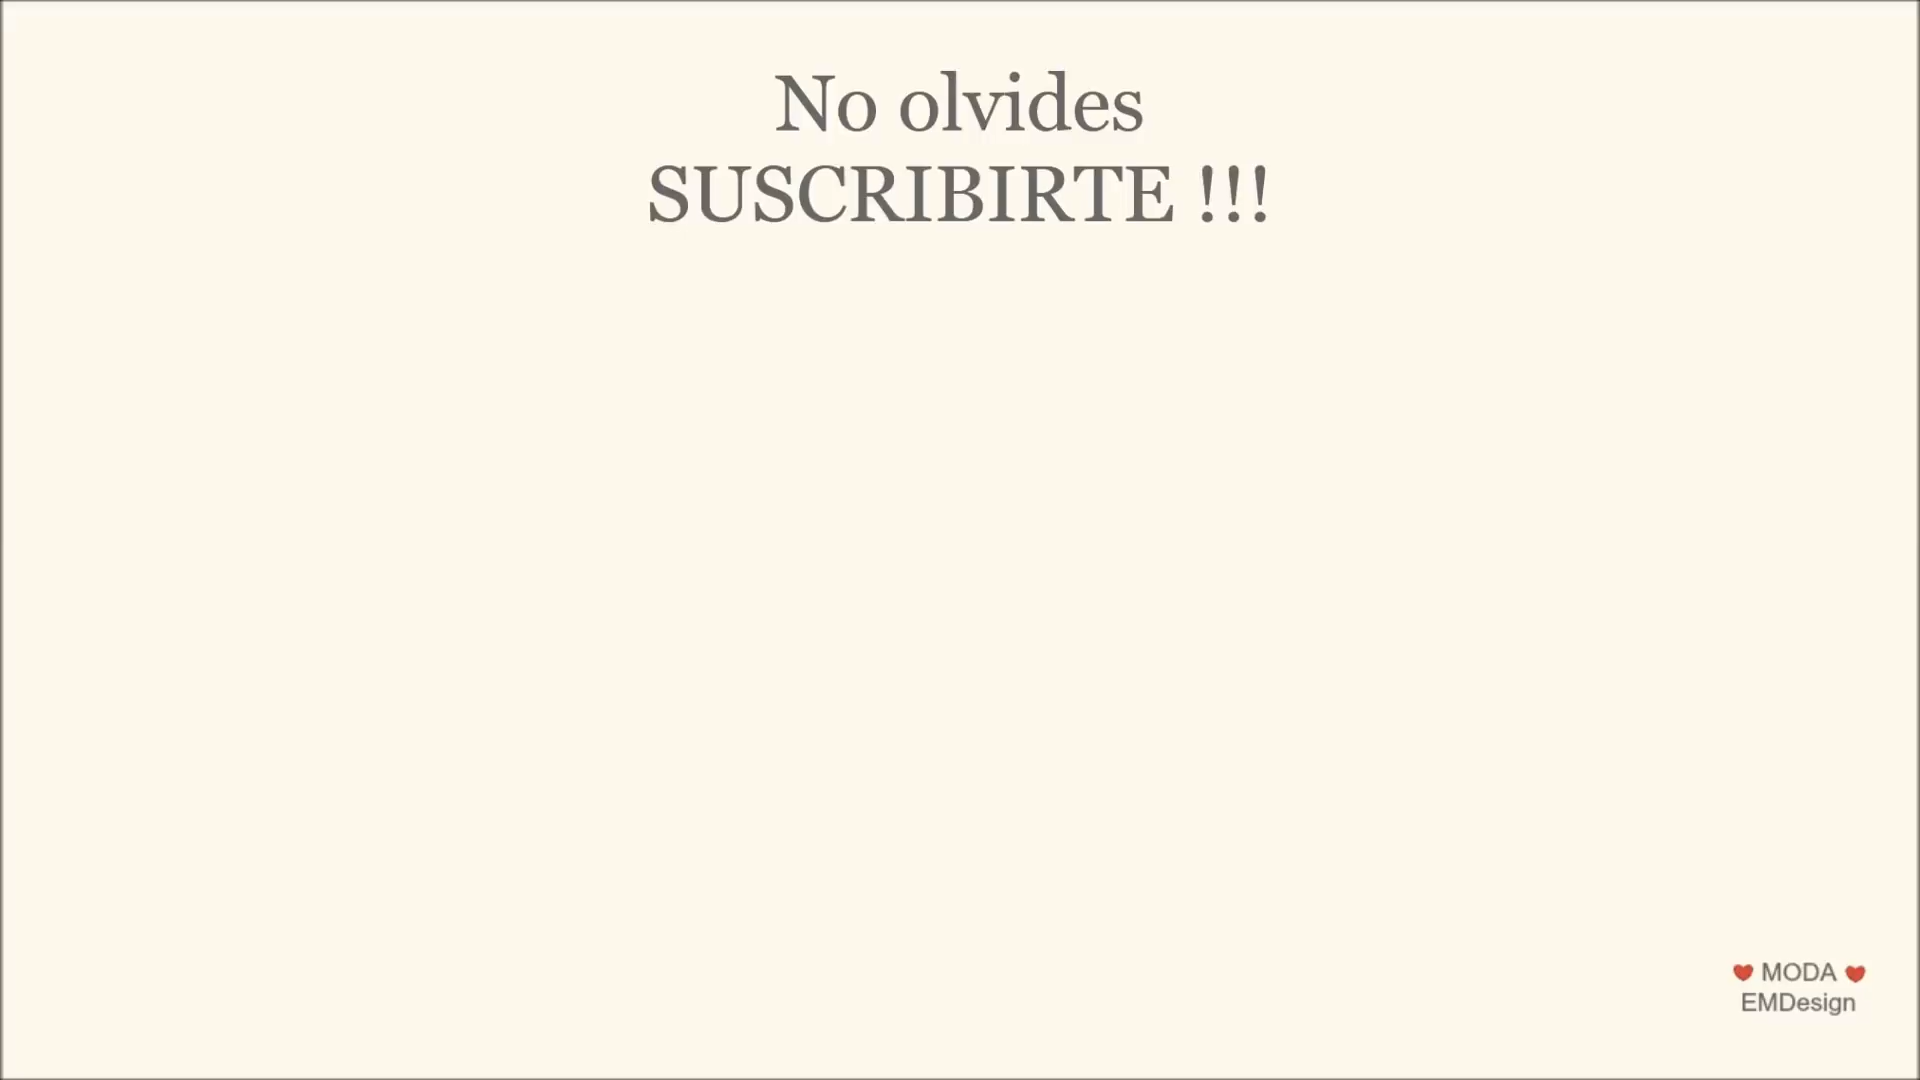 No olvides
SUSCRIBIRTE !!!
❤ MODA ❤
EMDesign